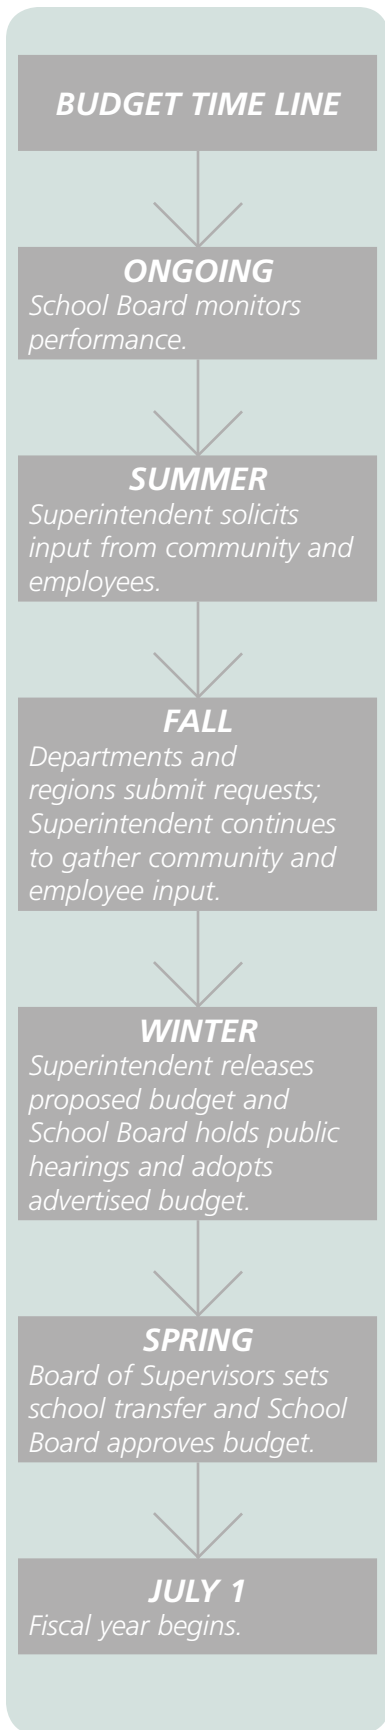 BUDGET TIME LINE
ONGOING
School Board monitors
performance.
SUMMER
Superintendent solicits
input from community and
employees.
FALL
Departments and
regions submit requests;
Superintendent continues
to gather community and
employee input.
WINTER
Superintendent releases
proposed budget and
School Board holds public
hearings and adopts
advertised budget.
SPRING
Board of Supervisors sets
school transfer and School
Board approves budget.
JULY 1
Fiscal year begins.